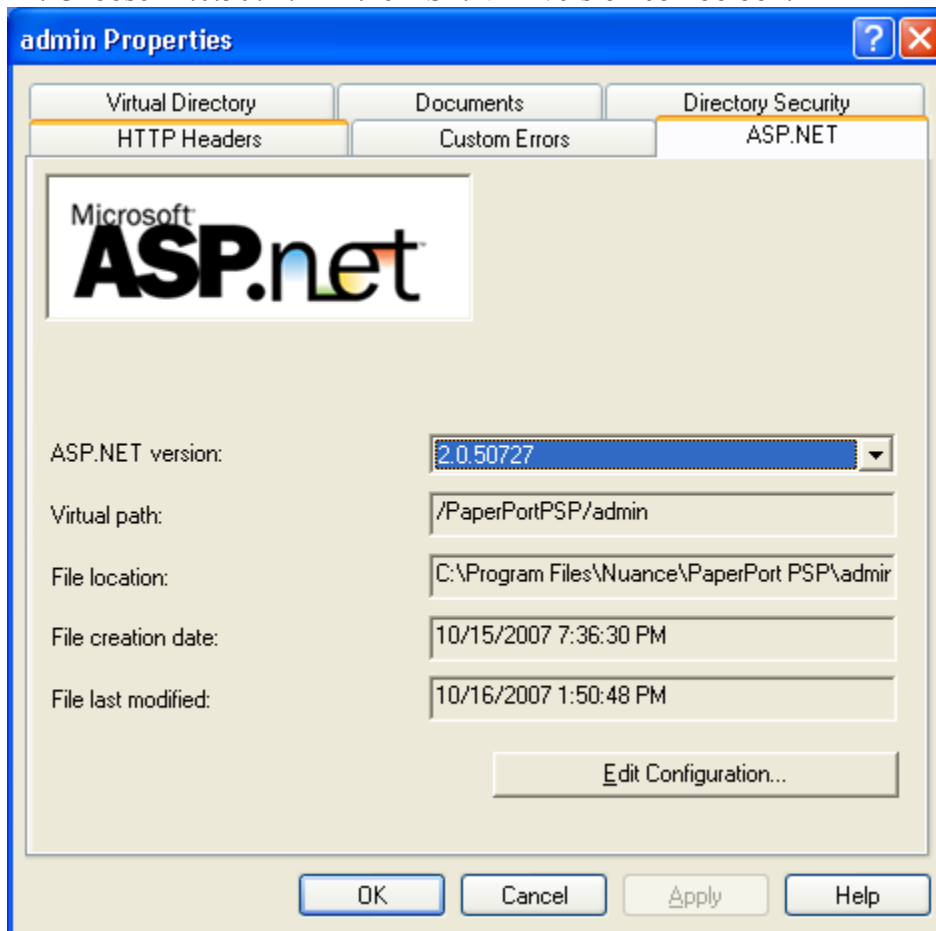 admin Properties
Virtual Directory
Documents
Directory Security
HTTP Headers
Custom Errors
ASP.NET
Microsoft
ASP.net
ASP.NET version:
2.0.50727
Virtual path:
/PaperPortPSP/admin
File location:
C:\Program Files\Nuance\PaperPort PSP\admin
File creation date:
10/15/2007 7:36:30 PM
File last modified:
10/16/2007 1:50:48 PM
Edit Configuration...
OK
Cancel
Apply
Help